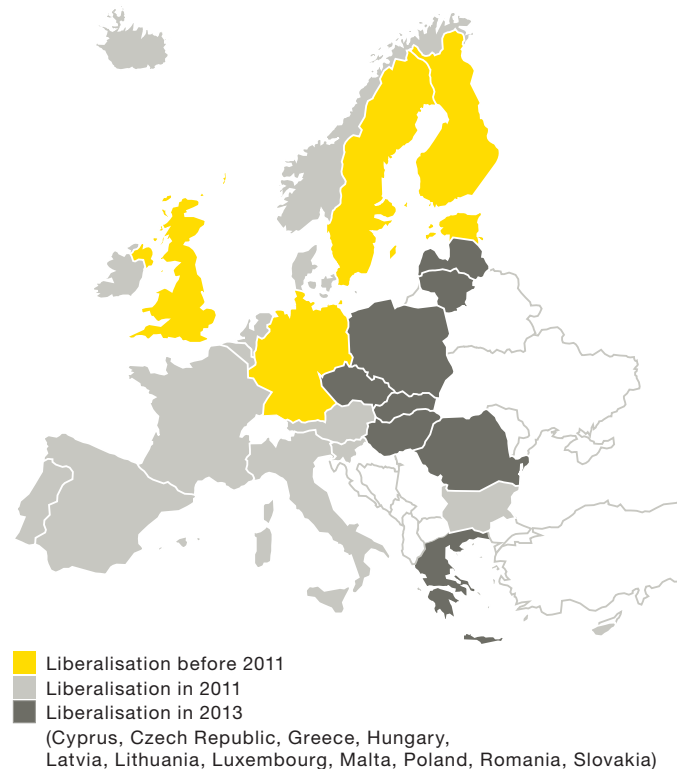 Liberalisation before 2011
Liberalisation in 2011
Liberalisation in 2013
(Cyprus, Czech Republic, Greece, Hungary,
Latvia, Lithuania, Luxembourg, Malta, Poland, Romania, Slovakia)